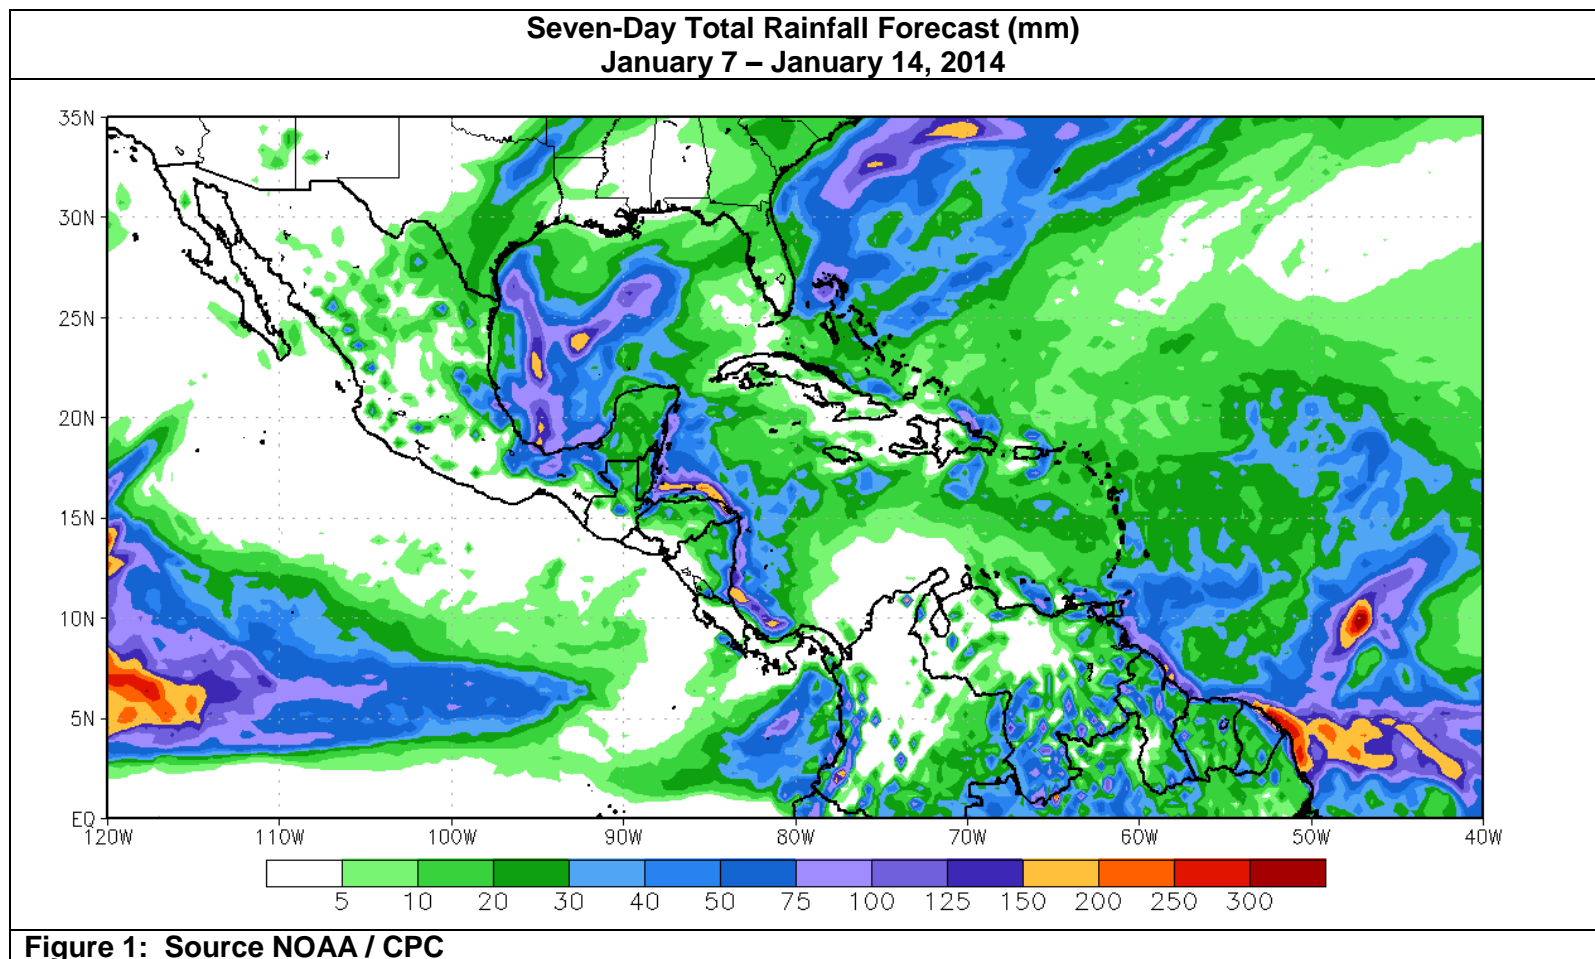 Seven-Day Total Rainfall Forecast (mm)
January 7 – January 14, 2014
35N
30N
25N
20N
15N
10N
5N
EQ
120W 110W 100W 90W 80W 70W 60W 50W 40W
5 10 20 30 40 50 75 100 125 150 200 250 300
Figure 1: Source NOAA / CPC